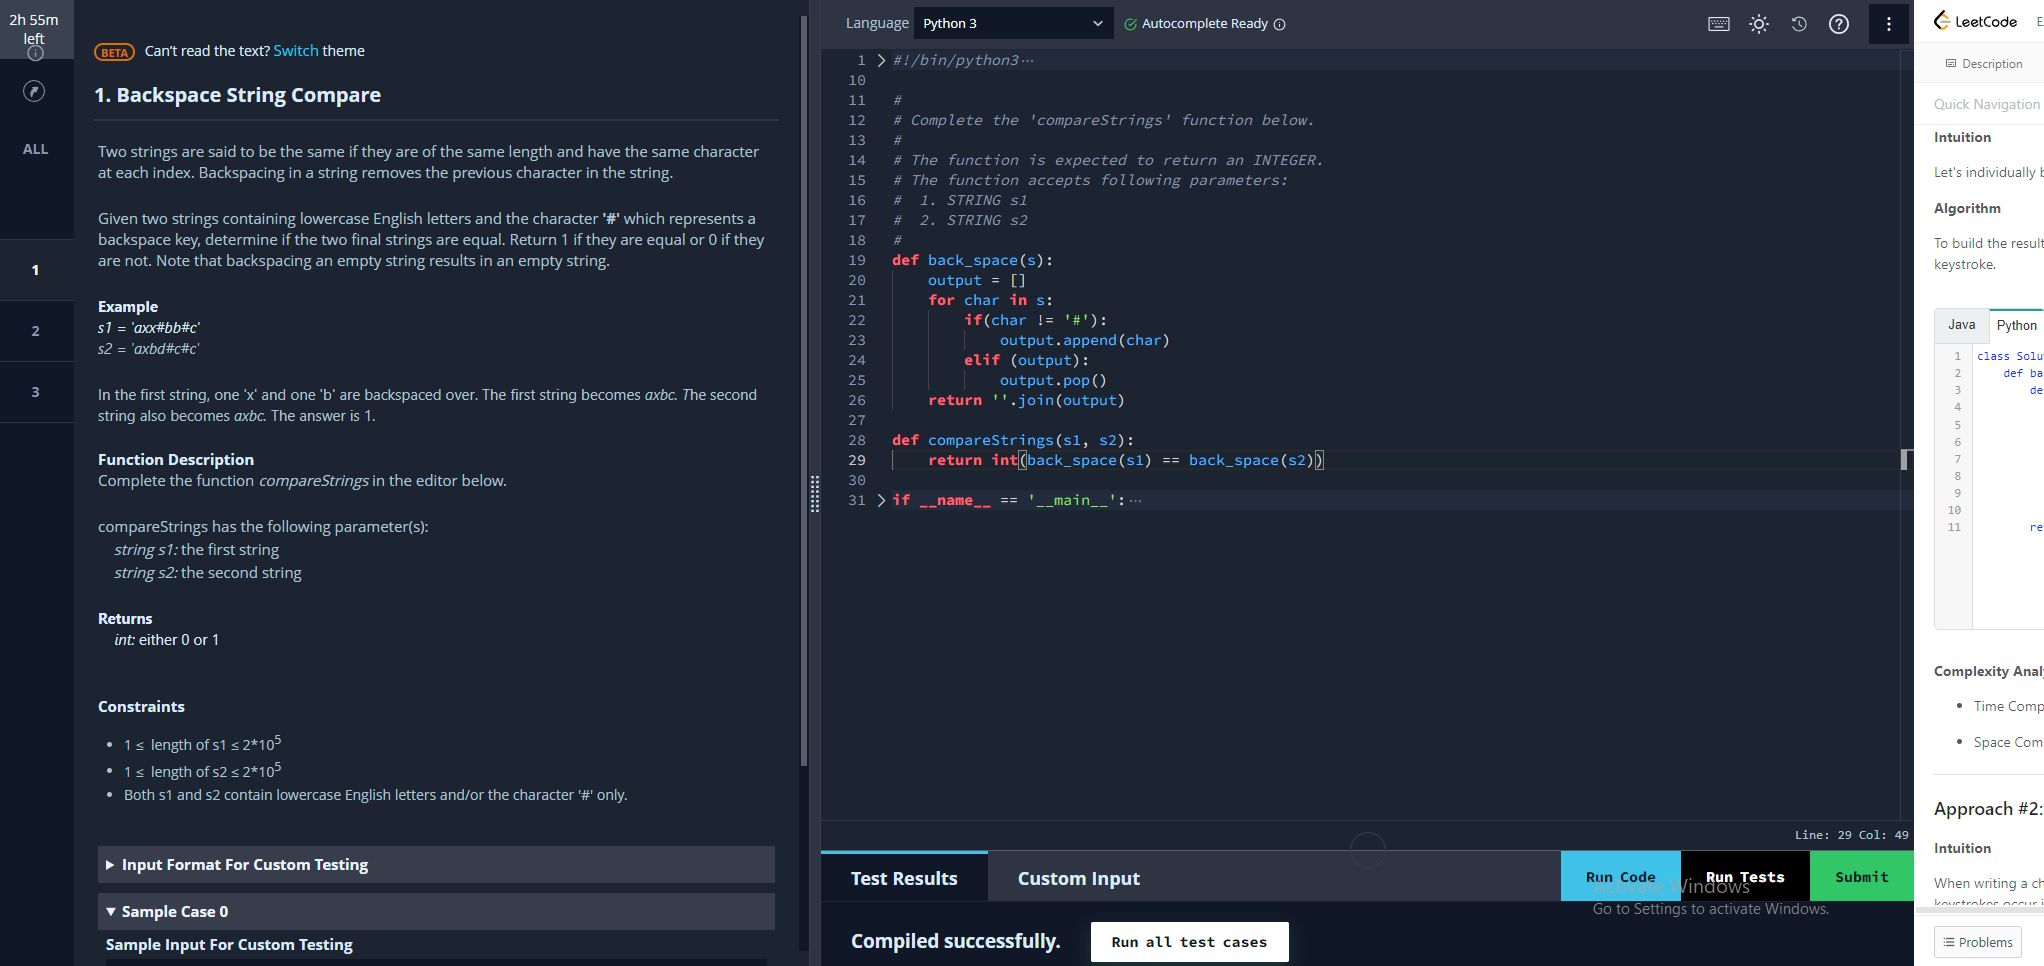 2h 55m
left
ALL
1
2
3
BETA Can't read the text? Switch theme
1. Backspace String Compare
Two strings are said to be the same if they are of the same length and have the same character
at each index. Backspacing in a string removes the previous character in the string.
Given two strings containing lowercase English letters and the character '#' which represents a
backspace key, determine if the two final strings are equal. Return 1 if they are equal or 0 if they
are not. Note that backspacing an empty string results in an empty string.
Example
s1 = 'axx#bb#c'
s2 = 'axbd#c#c'
In the first string, one 'x' and one 'b' are backspaced over. The first string becomes axbc. The second
string also becomes axbc. The answer is 1.
Function Description
Complete the function compareStrings in the editor below.
compareStrings has the following parameter(s):
string s1: the first string
string s2: the second string
Returns
int: either 0 or 1
Constraints
• 1 ≤ length of s1 ≤ 2*10^5
• 1 ≤ length of s2 ≤ 2*10^5
• Both s1 and s2 contain lowercase English letters and/or the character '#' only.
Input Format For Custom Testing
Sample Case 0
Sample Input For Custom Testing
Language Python 3 Autocomplete Ready
1 #!/bin/python3...
10
11 #
12 # Complete the 'compareStrings' function below.
13 #
14 # The function is expected to return an INTEGER.
15 # The function accepts following parameters:
16 #  1. STRING s1
17 #  2. STRING s2
18 #
19 def back_space(s):
20     output = []
21     for char in s:
22         if(char != '#'):
23             output.append(char)
24         elif (output):
25             output.pop()
26     return ''.join(output)
27
28 def compareStrings(s1, s2):
29     return int(back_space(s1) == back_space(s2))
30
31 if __name__ == '__main__':...
Line: 29 Col: 49
Test Results Custom Input Run Code Run Tests Submit
Activate Windows
Go to Settings to activate Windows.
Compiled successfully. Run all test cases
LeetCode E
Description
Quick Navigation
Intuition
Let's individually b
Algorithm
To build the result
keystroke.
Java Python
1 class Solu
2 def ba
3 de
4
5
6
7
8
9
10
11 re
Complexity Anal
• Time Comp
• Space Com
Approach #2:
Intuition
When writing a ch
keystrokes occur i
Problems